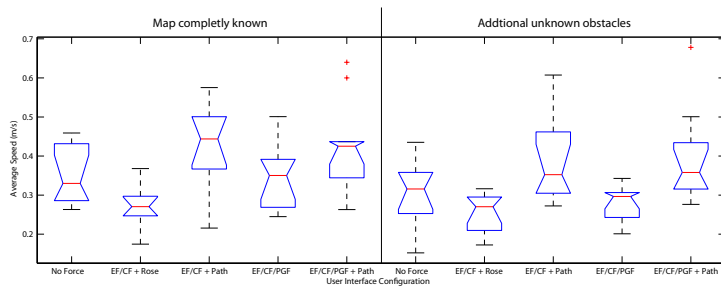 Map completly known
Addtional unknown obstacles
0.7
0.6
0.5
0.4
0.3
0.2
Average Speed (m/s)
No Force
EF/CF + Rose
EF/CF + Path
EF/CF/PGF
EF/CF/PGF + Path
No Force
EF/CF + Rose
EF/CF + Path
EF/CF/PGF
EF/CF/PGF + Path
User Interface Configuration